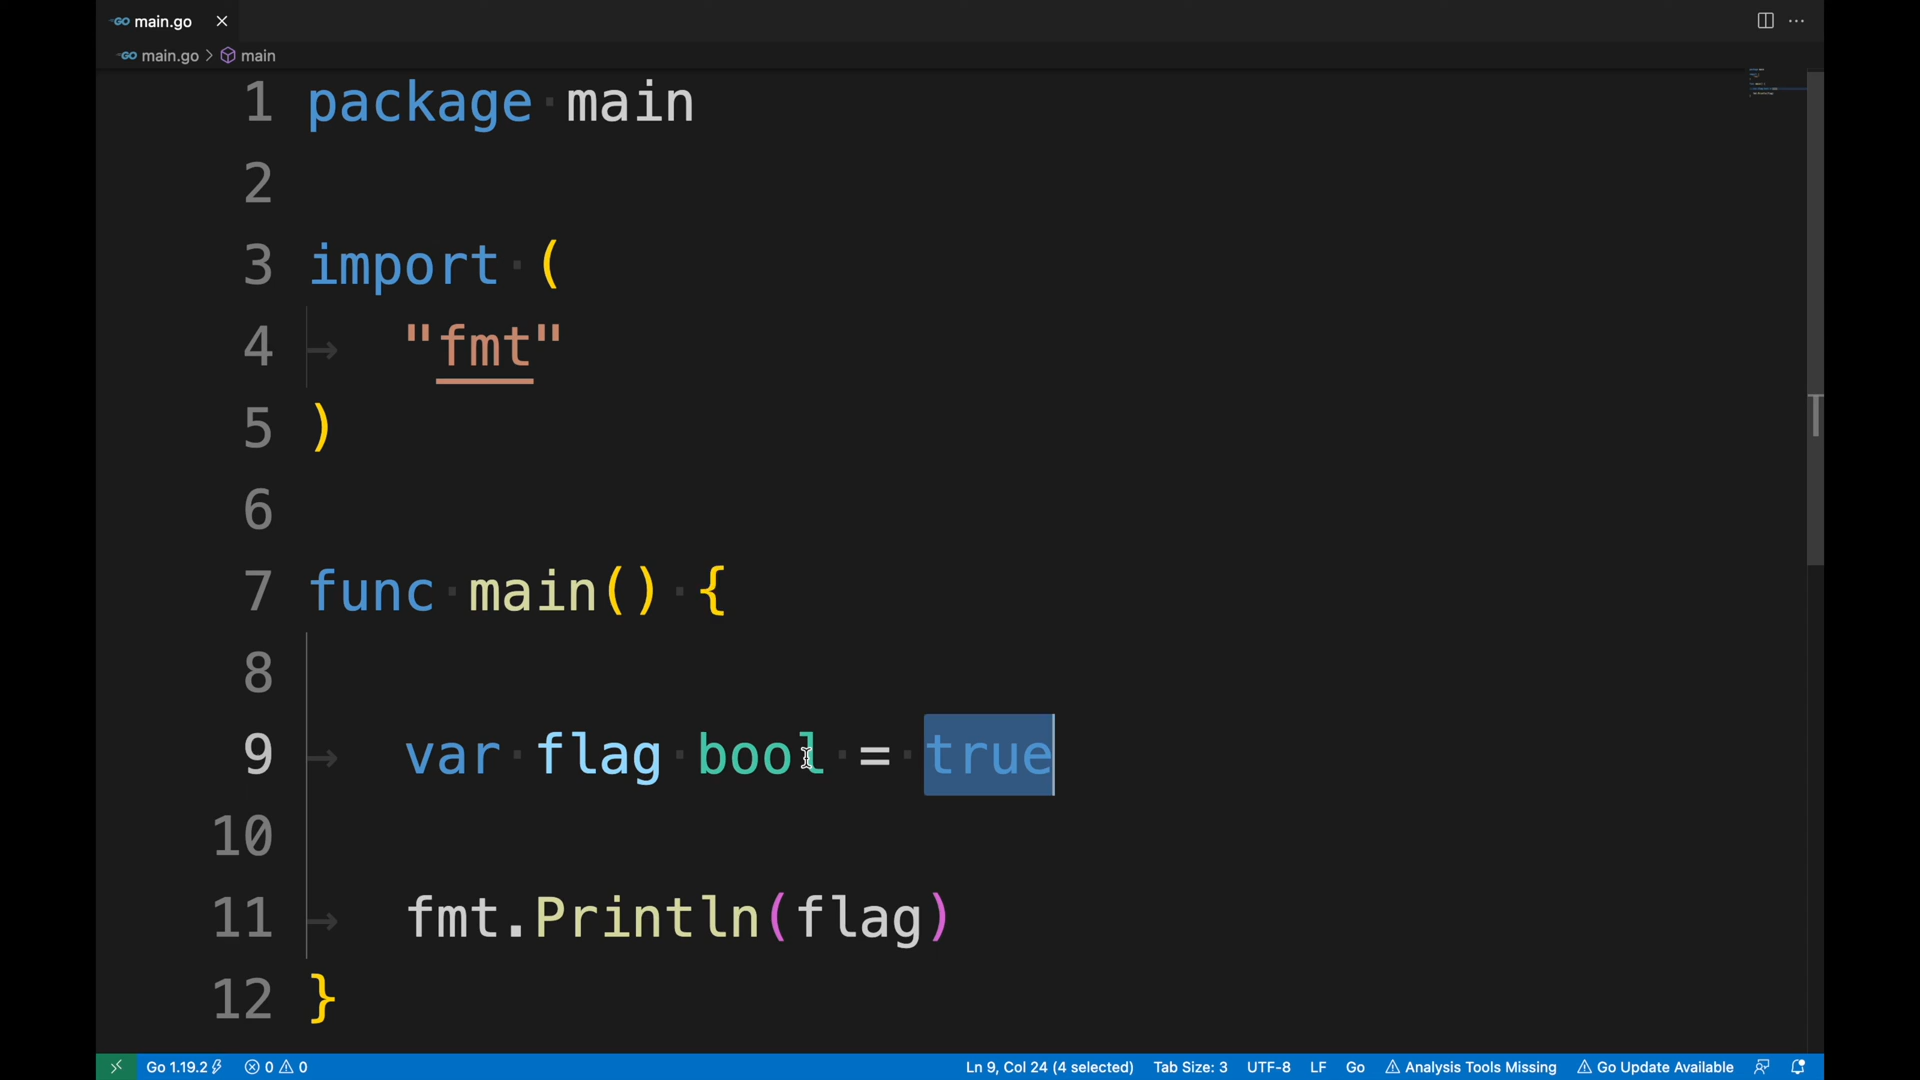 main.go
main.go > main
1 package main
2
3 import (
4 "fmt"
5 )
6
7 func main() {
8
9 var flag bool = true
10
11 fmt.Println(flag)
12 }
Go 1.19.2 0 0 Ln 9, Col 24 (4 selected) Tab Size: 3 UTF-8 LF Go Analysis Tools Missing Go Update Available